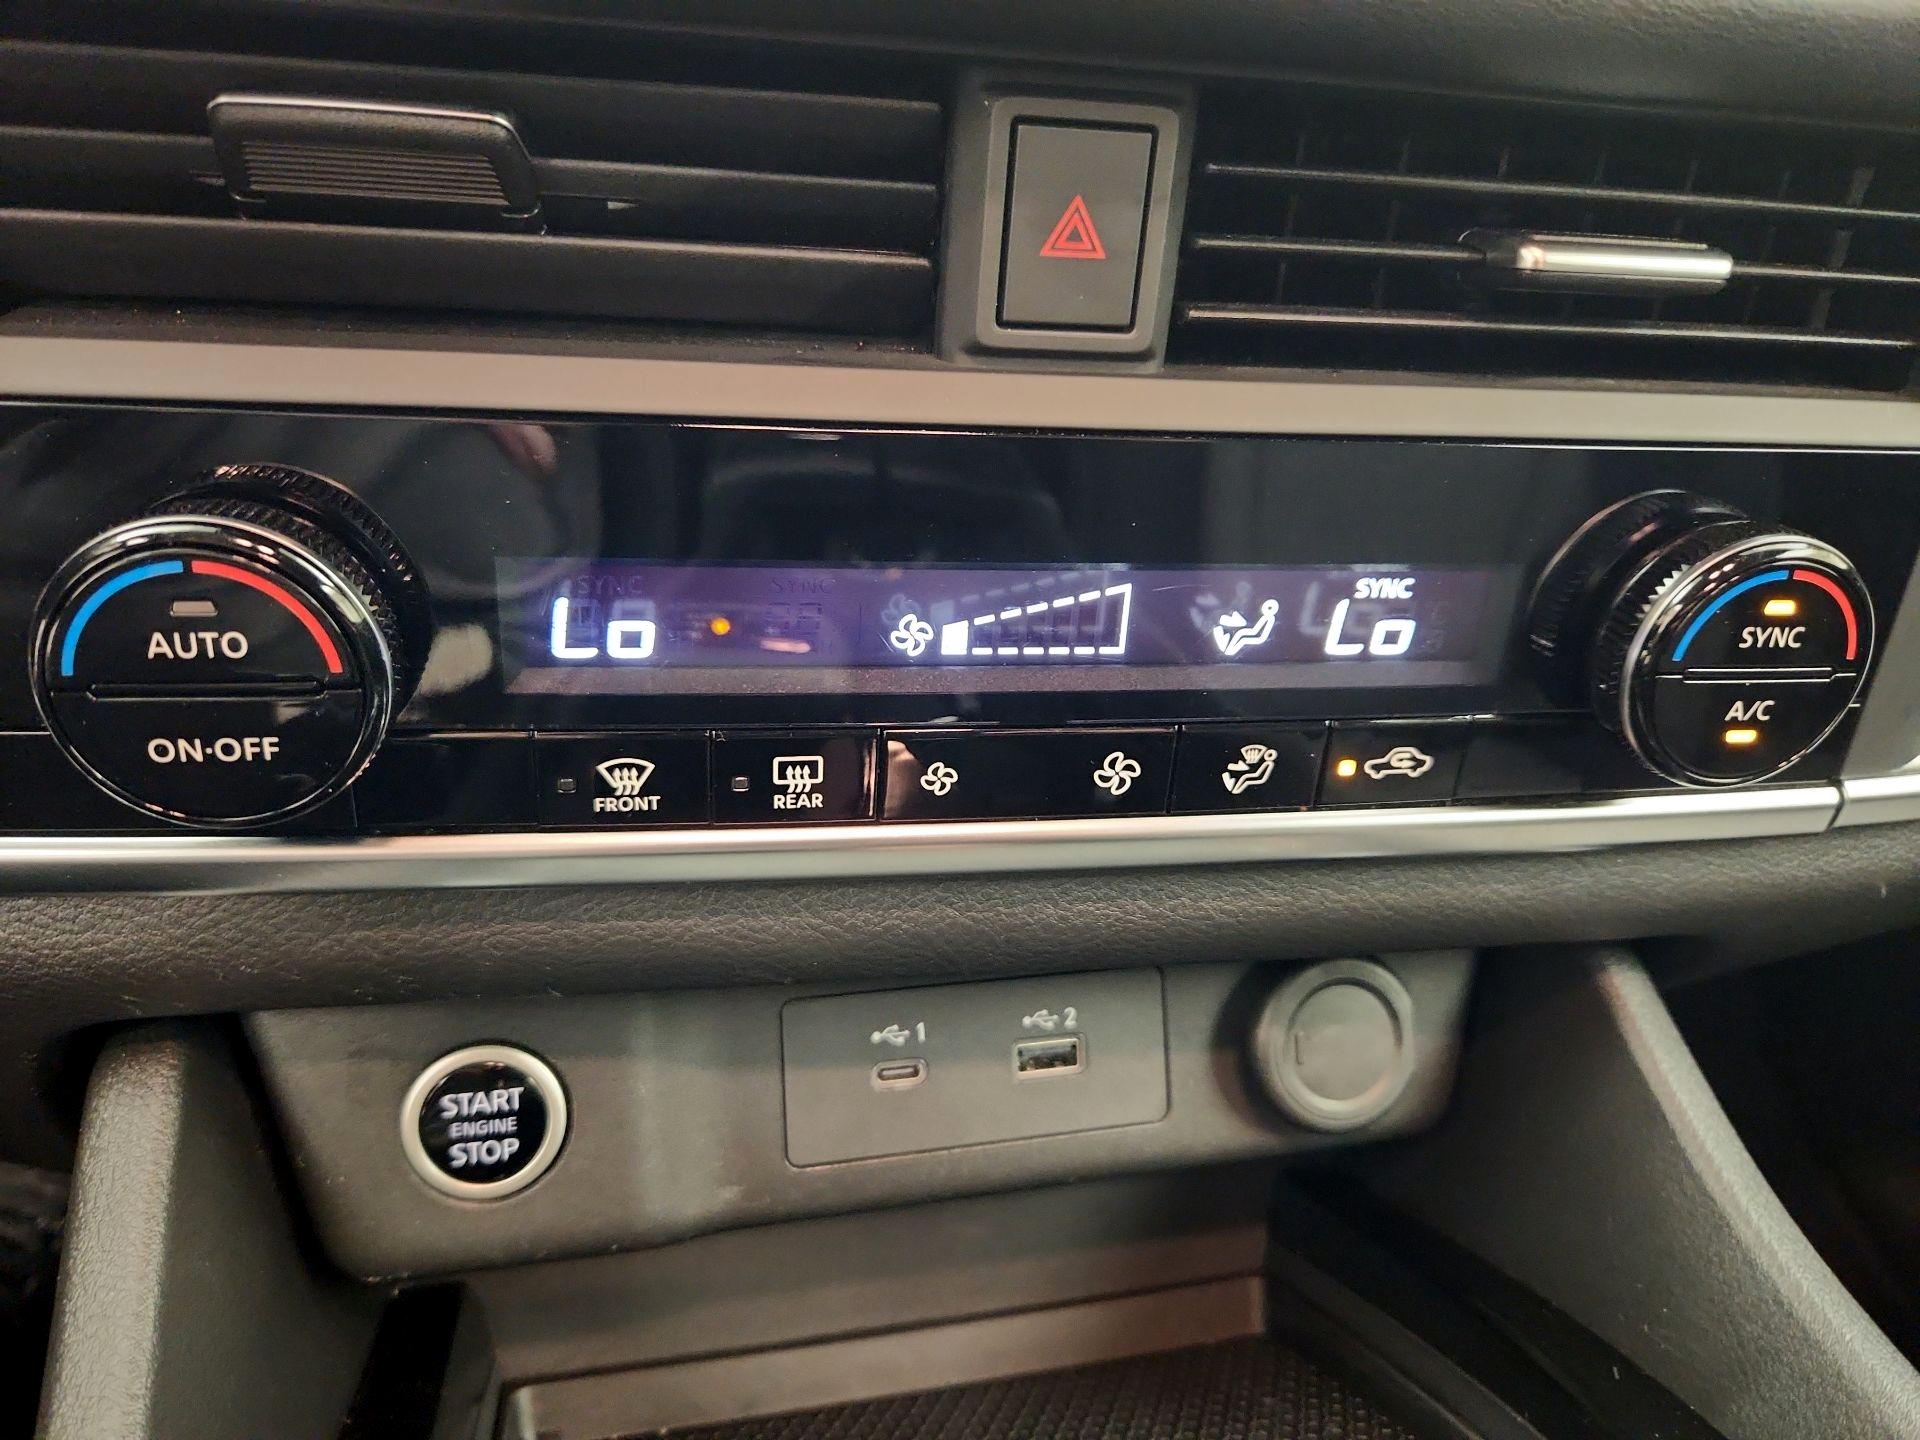 SYNC
Lo
Lo
AUTO
ON·OFF
SYNC
A/C
FRONT
REAR
1
2
START
ENGINE
STOP